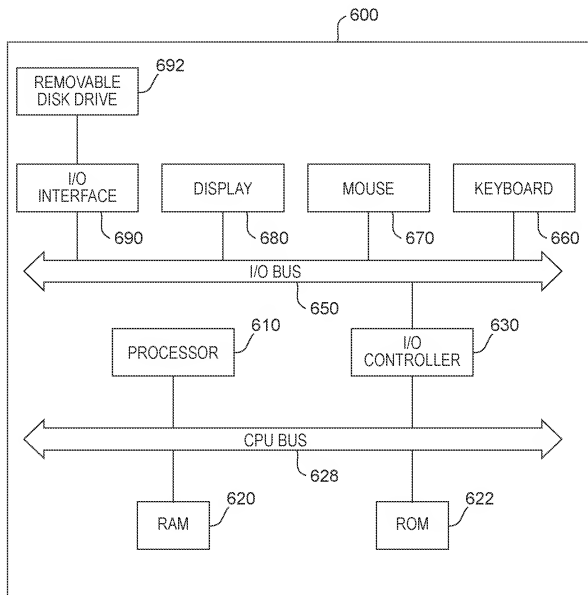 600
692
REMOVABLE
DISK DRIVE
I/O
INTERFACE
DISPLAY
MOUSE
KEYBOARD
690
680
670
660
I/O BUS
650
610
630
PROCESSOR
I/O
CONTROLLER
CPU BUS
628
620
622
RAM
ROM